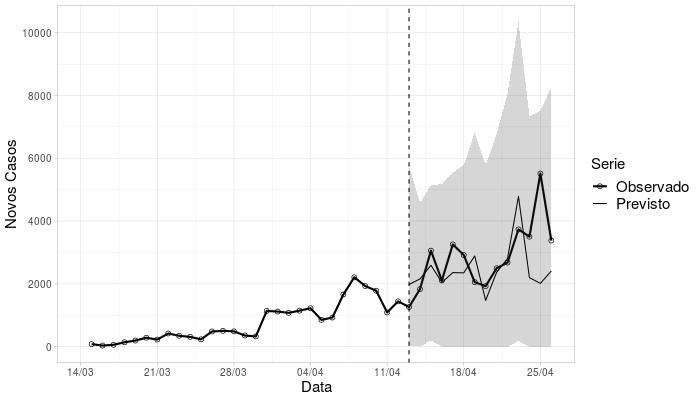 10000
8000
6000
4000
2000
0
Novos Casos
14/03
21/03
28/03
04/04
11/04
18/04
25/04
Data
Serie
Observado
Previsto